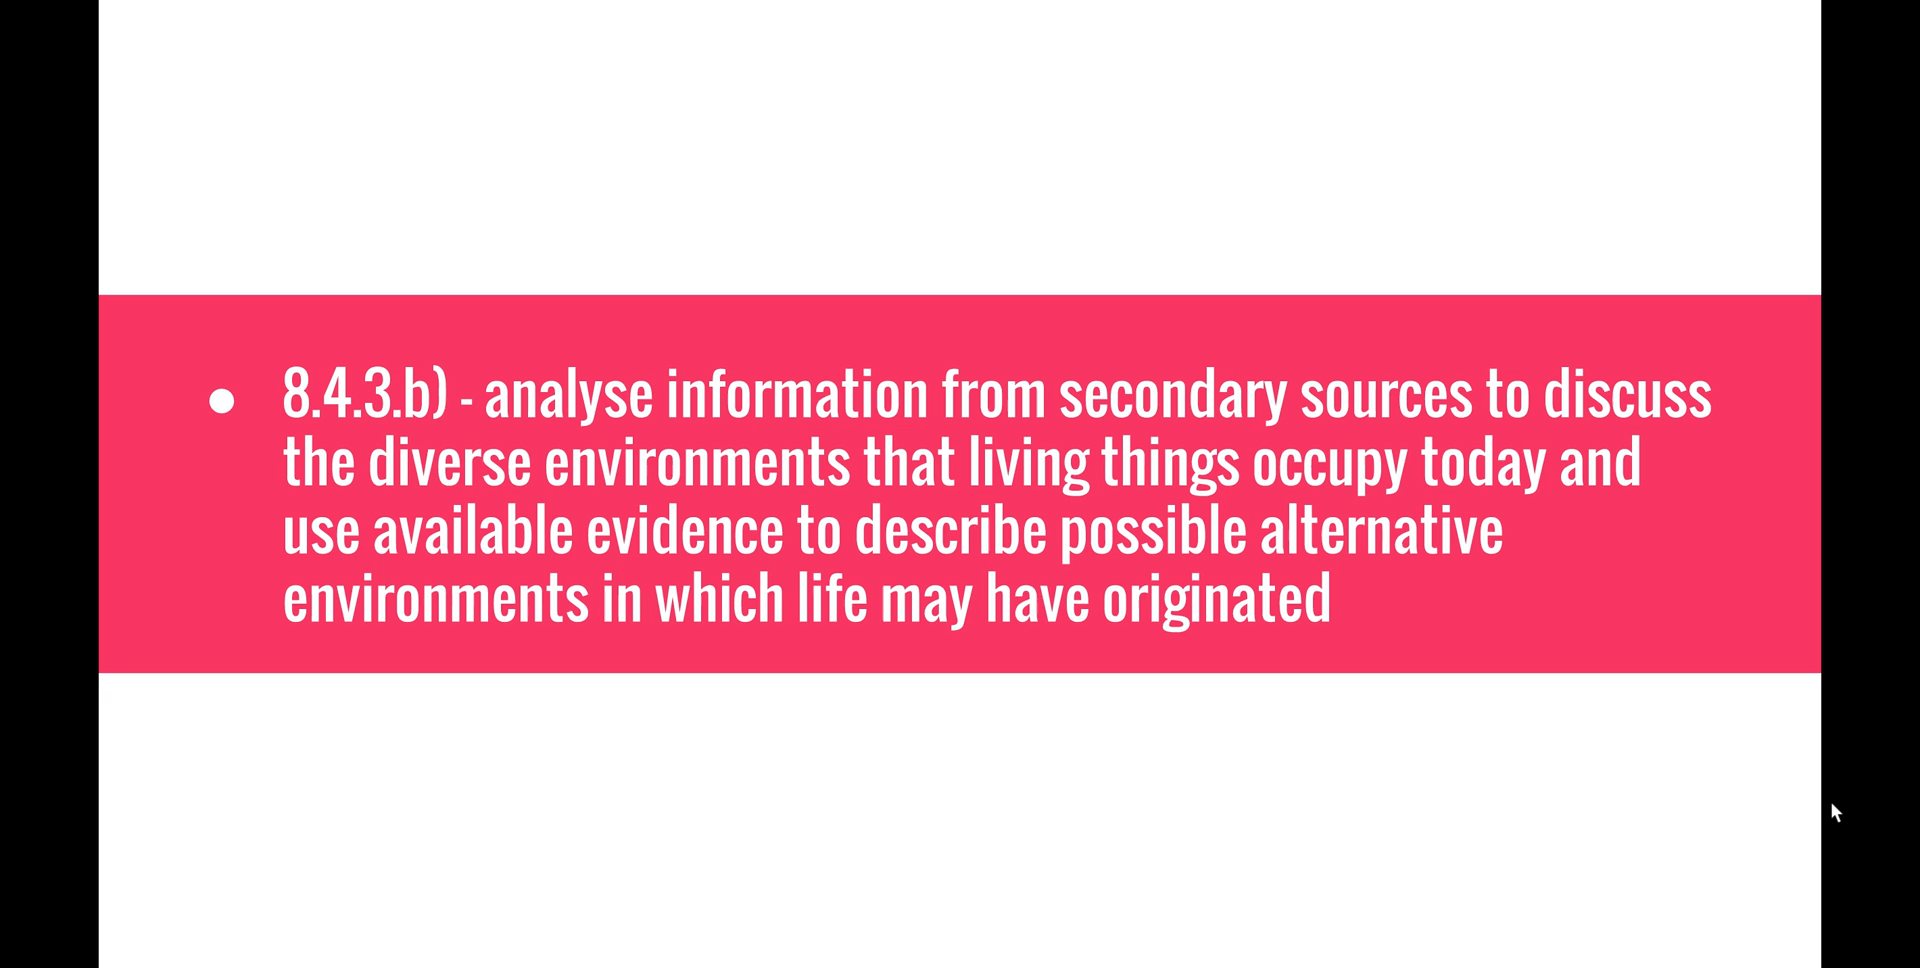 ● 8.4.3.b) - analyse information from secondary sources to discuss
the diverse environments that living things occupy today and
use available evidence to describe possible alternative
environments in which life may have originated